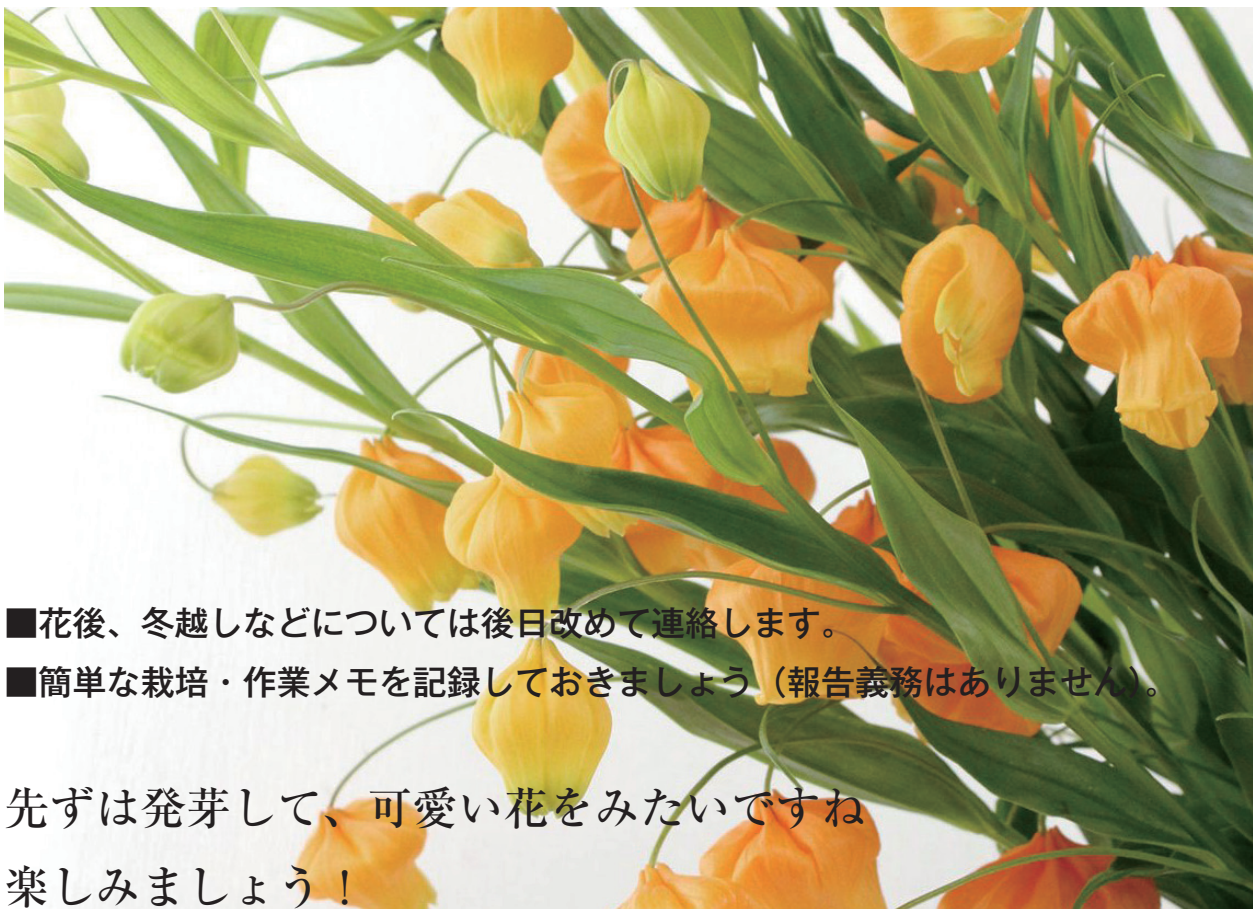 ■花後、冬越しなどについては後日改めて連絡します。
■簡単な栽培・作業メモを記録しておきましょう（報告義務はありません）。
先ずは発芽して、可愛い花をみたいですね
楽しみましょう！